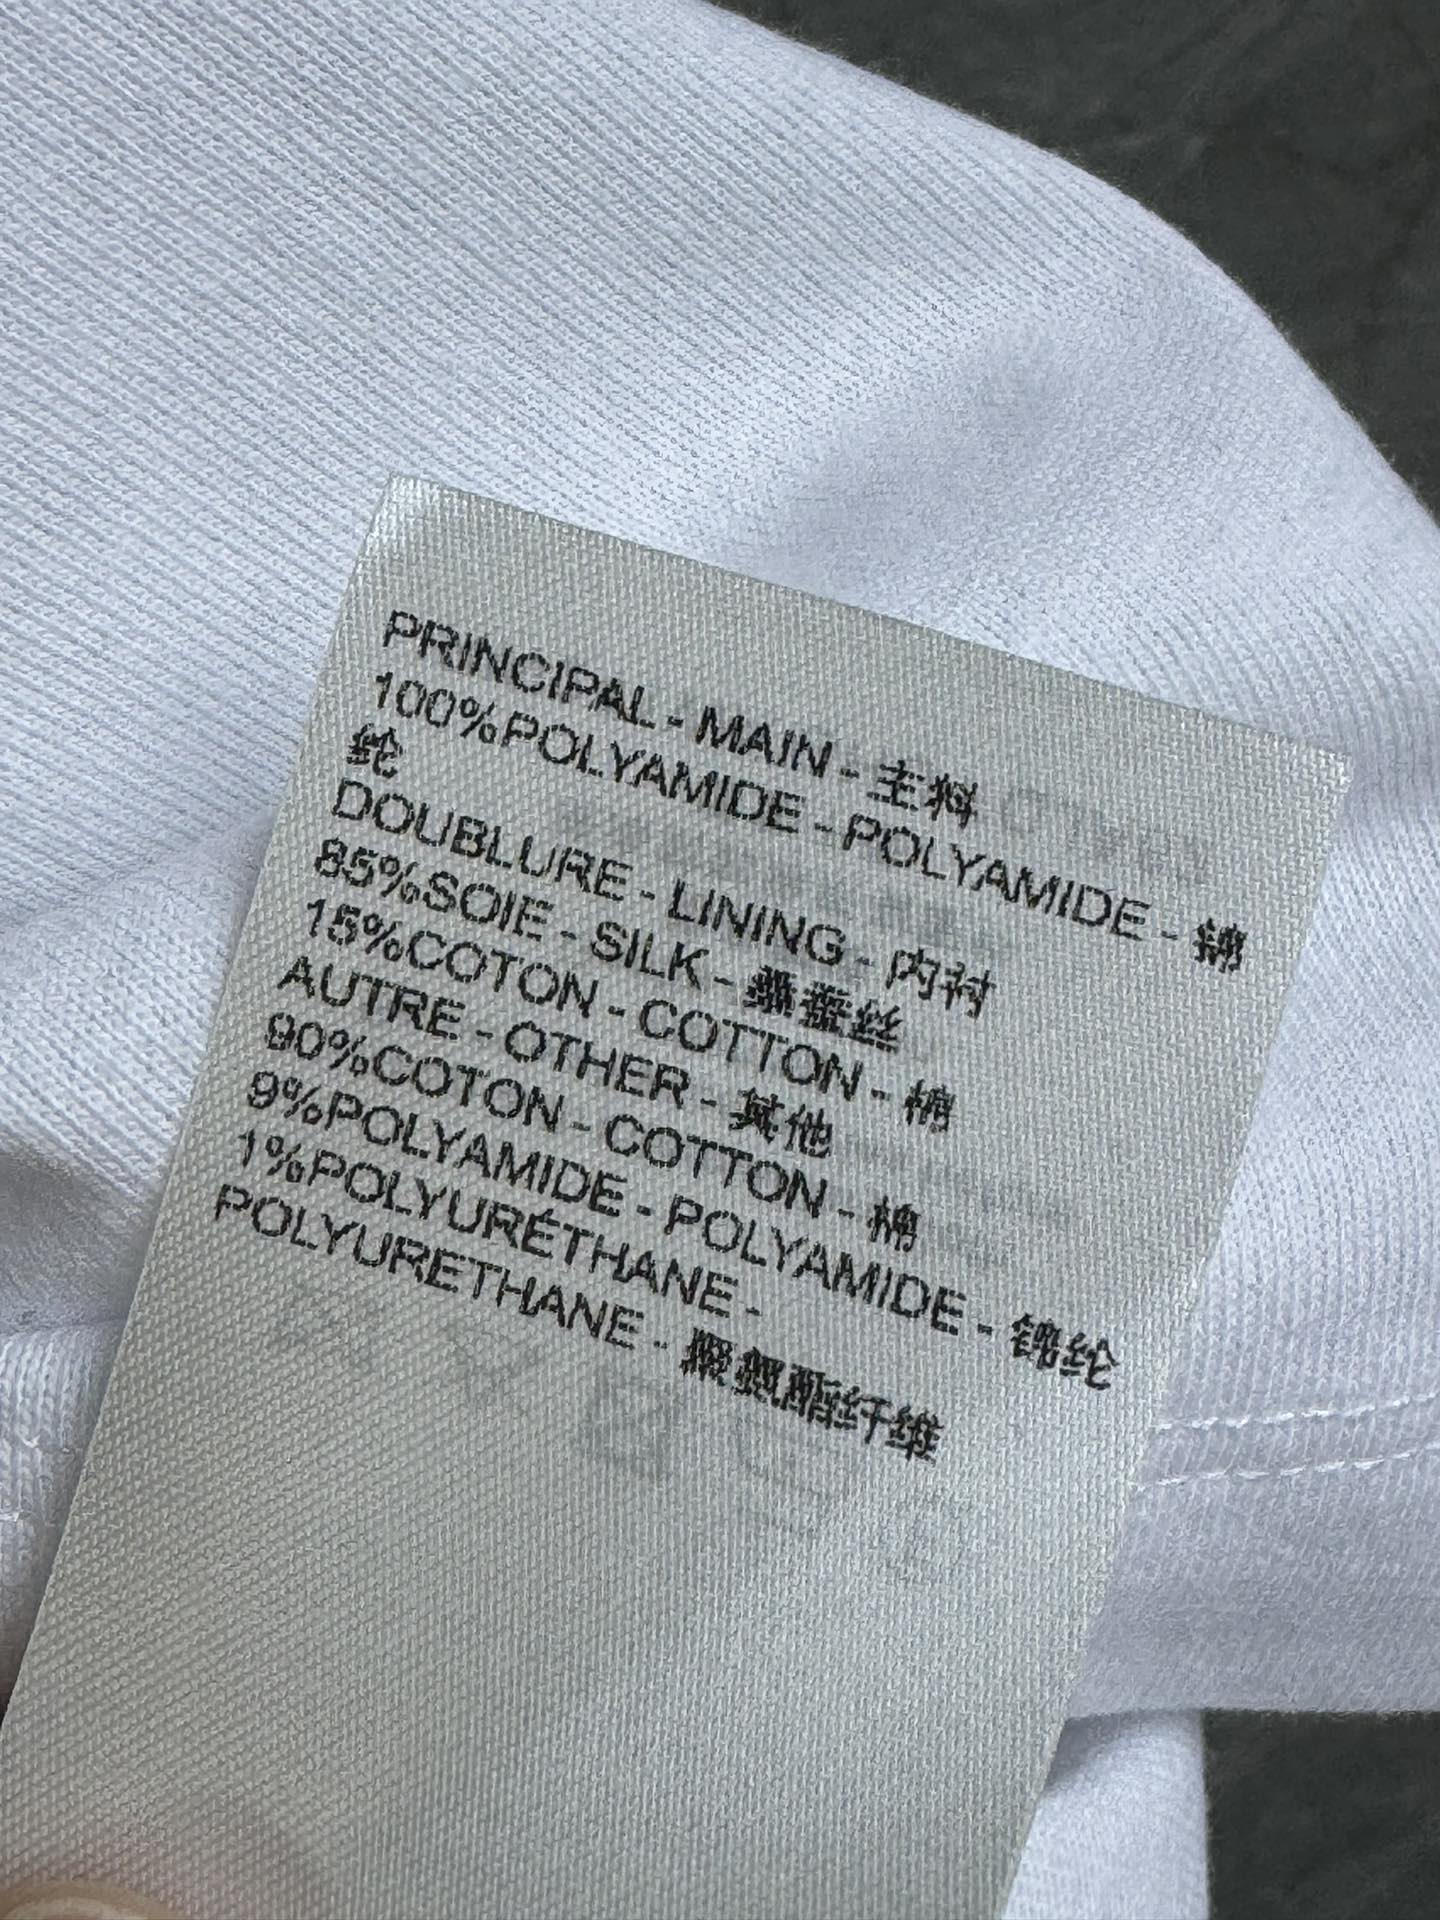 PRINCIPAL - MAIN - 主料
100%POLYAMIDE - POLYAMIDE - 锦
纶
DOUBLURE - LINING - 内衬
85%SOIE - SILK - 桑蚕丝
15%COTON - COTTON - 棉
AUTRE - OTHER - 其他
90%COTON - COTTON - 棉
9%POLYAMIDE - POLYAMIDE - 锦纶
1%POLYURÉTHANE -
POLYURETHANE - 聚氨酯纤维